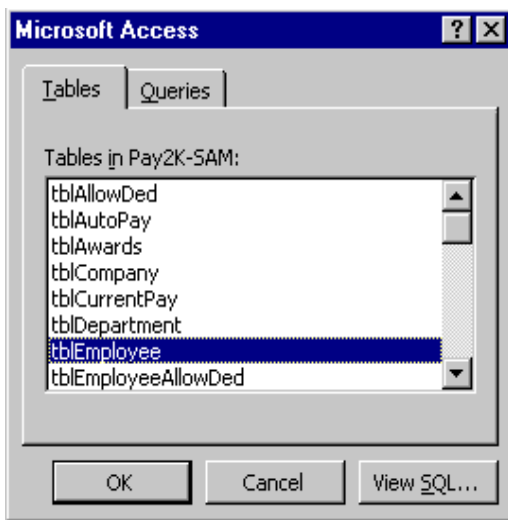 Microsoft Access
Tables Queries
Tables in Pay2K-SAM:
tblAllowDed
tblAutoPay
tblAwards
tblCompany
tblCurrentPay
tblDepartment
tblEmployee
tblEmployeeAllowDed
OK Cancel View SQL...